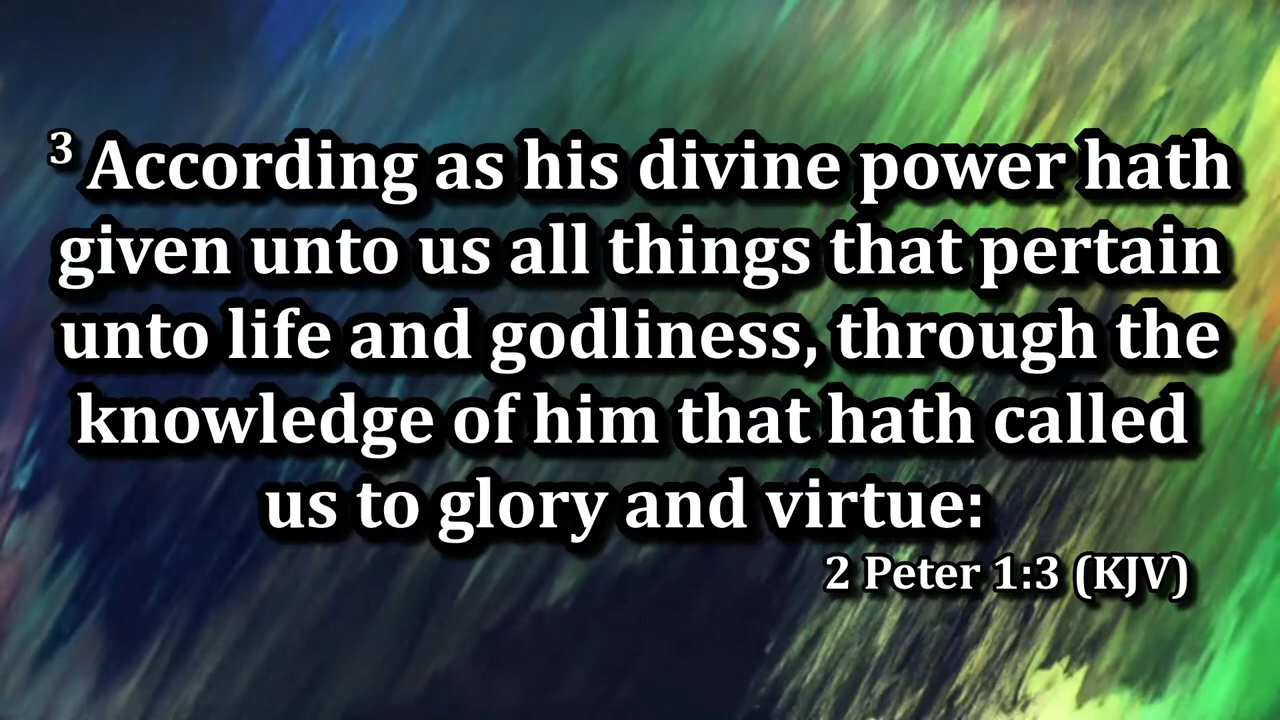 3 According as his divine power hath
given unto us all things that pertain
unto life and godliness, through the
knowledge of him that hath called
us to glory and virtue:
2 Peter 1:3 (KJV)